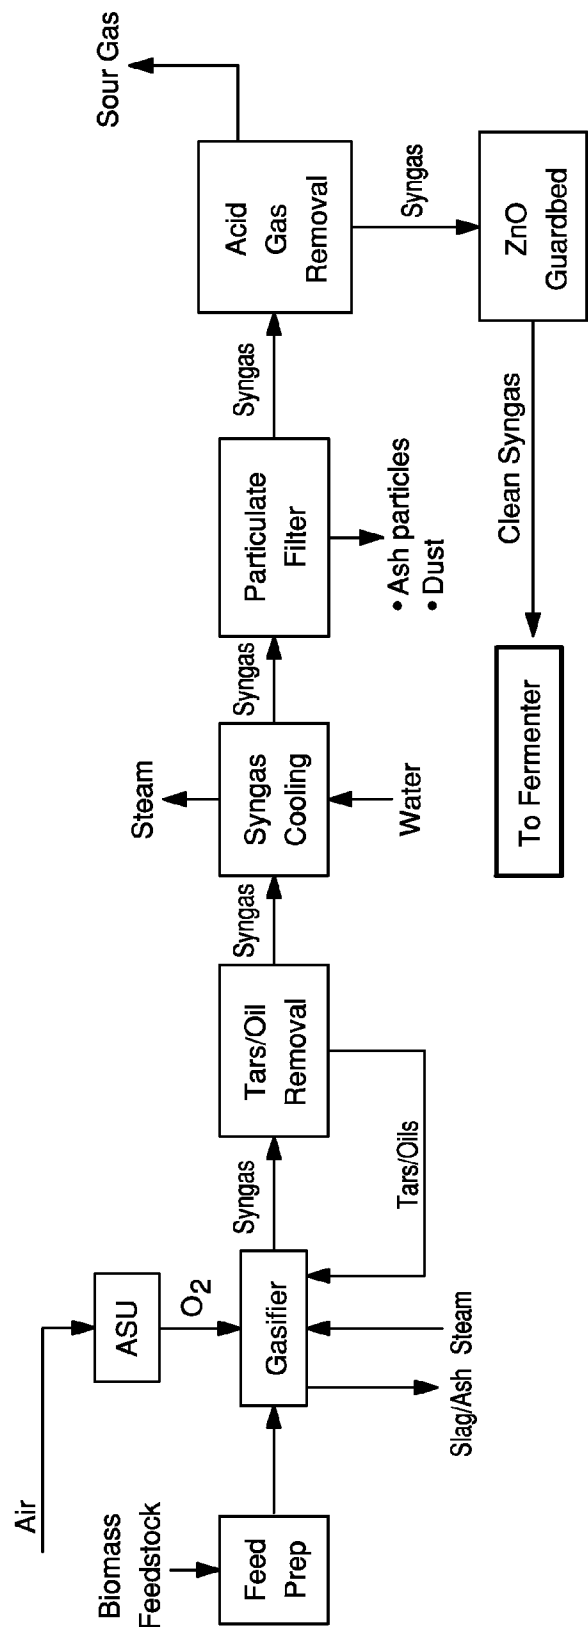 Air
Biomass
Feedstock
Feed
Prep
ASU
O2
Gasifier
Slag/Ash
Steam
Syngas
Tars/Oil
Removal
Tars/Oils
Syngas
Steam
Syngas
Cooling
Water
Syngas
Particulate
Filter
• Ash particles
• Dust
Syngas
Acid
Gas
Removal
Sour Gas
Syngas
ZnO
Guardbed
Clean Syngas
To Fermenter